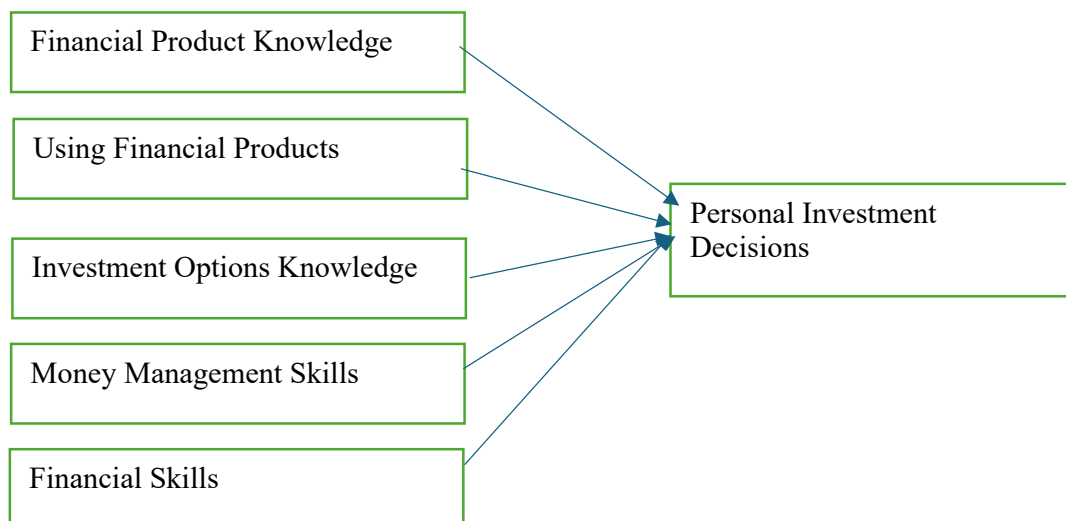 Financial Product Knowledge
Using Financial Products
Investment Options Knowledge
Money Management Skills
Financial Skills
Personal Investment
Decisions